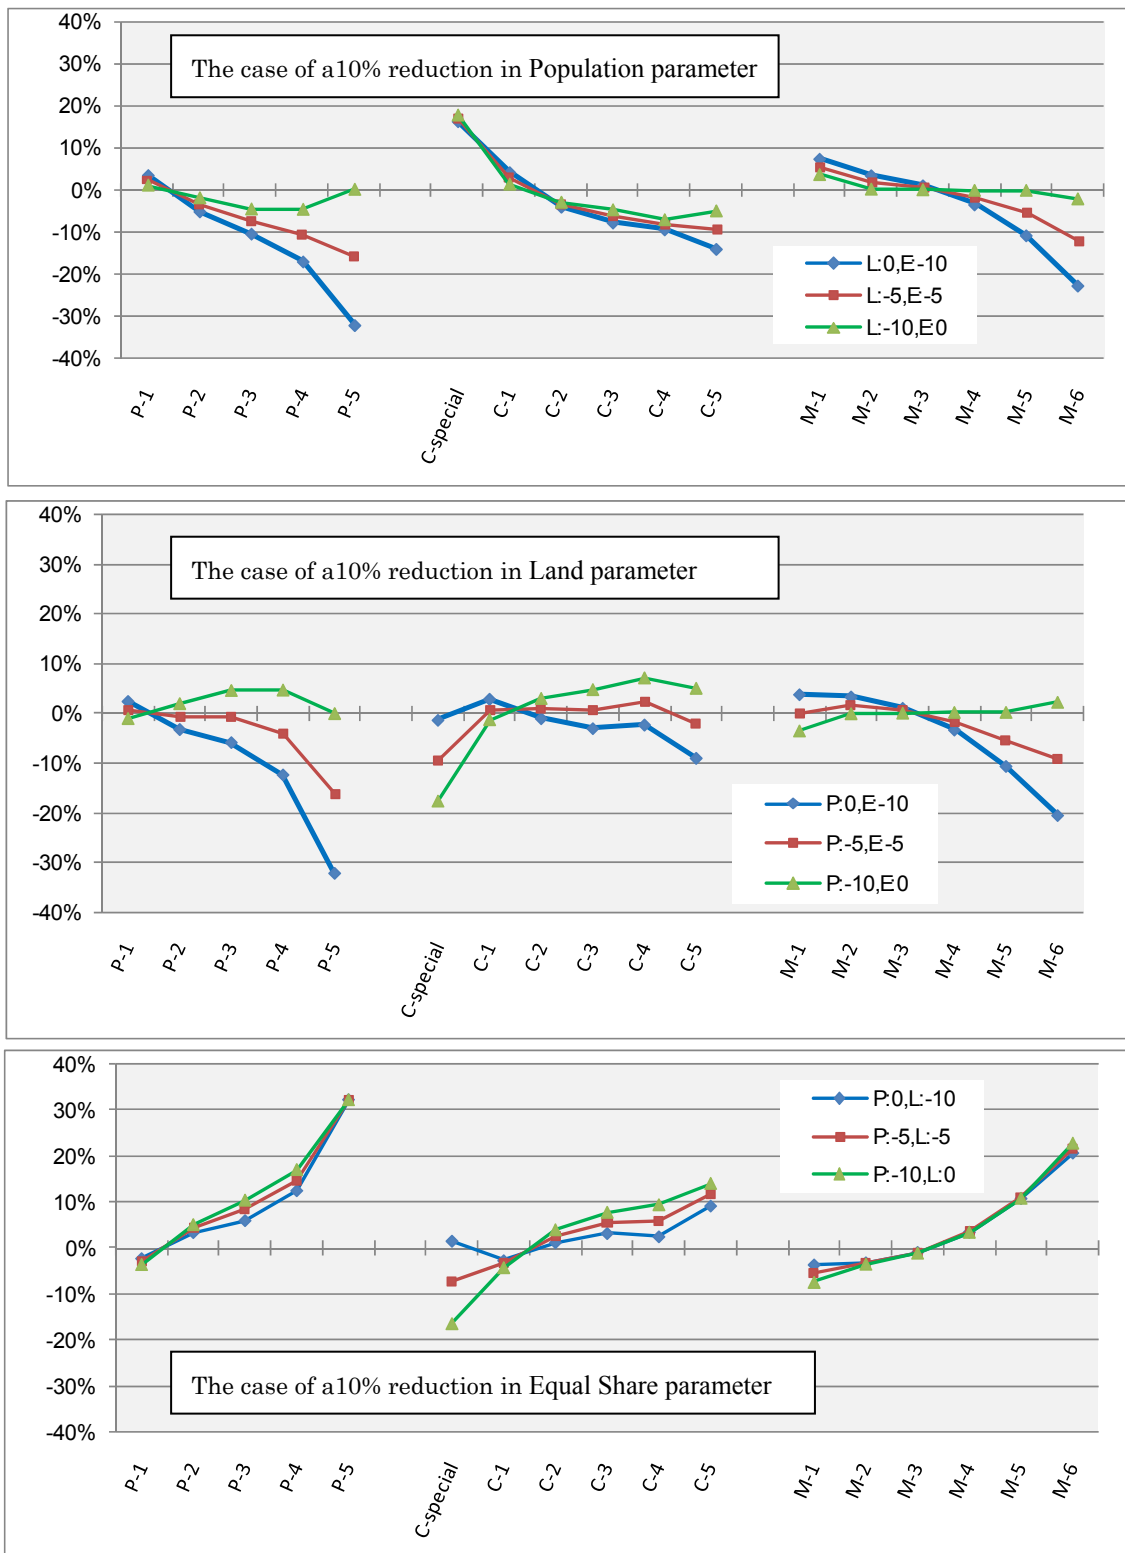 40%
30%
20%
10%
0%
-10%
-20%
-30%
-40%
The case of a10% reduction in Population parameter
L:0,E:-10
L:-5,E:-5
L:-10,E:0
P-1
P-2
P-3
P-4
P-5
C-special
C-1
C-2
C-3
C-4
C-5
M-1
M-2
M-3
M-4
M-5
M-6
40%
30%
20%
10%
0%
-10%
-20%
-30%
-40%
The case of a10% reduction in Land parameter
P:0,E:-10
P:-5,E:-5
P:-10,E:0
P-1
P-2
P-3
P-4
P-5
C-special
C-1
C-2
C-3
C-4
C-5
M-1
M-2
M-3
M-4
M-5
M-6
40%
30%
20%
10%
0%
-10%
-20%
-30%
-40%
P:0,L:-10
P:-5,L:-5
P:-10,L:0
The case of a10% reduction in Equal Share parameter
P-1
P-2
P-3
P-4
P-5
C-special
C-1
C-2
C-3
C-4
C-5
M-1
M-2
M-3
M-4
M-5
M-6